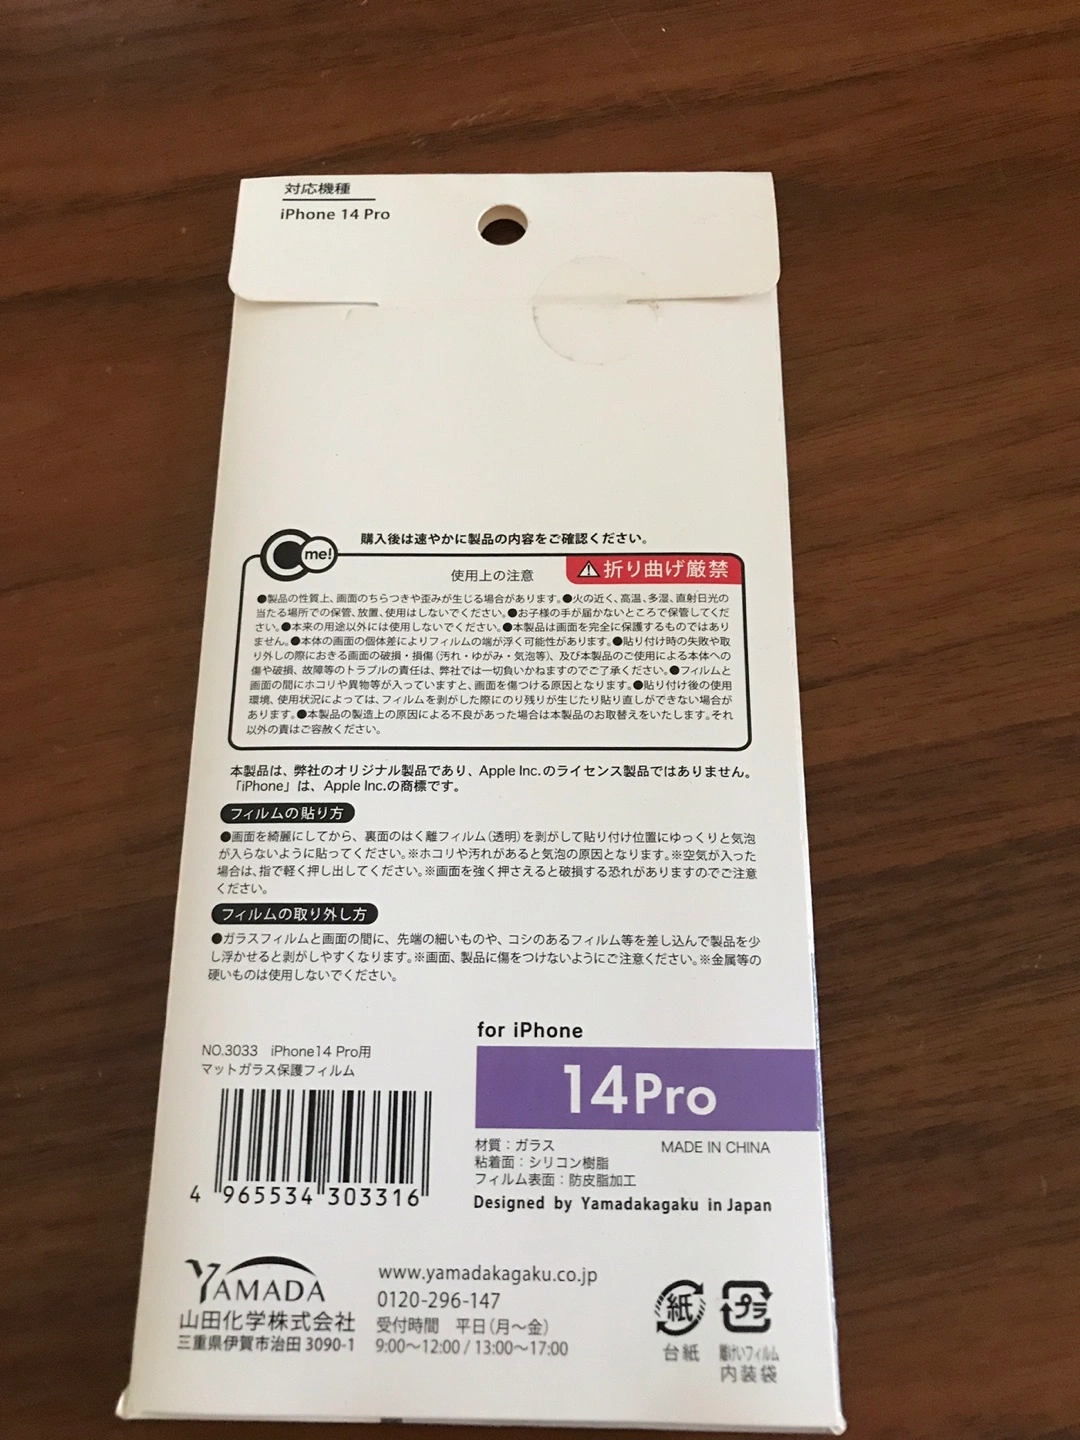 対応機種
iPhone 14 Pro
me!
購入後は速やかに製品の内容をご確認ください。
使用上の注意
折り曲げ厳禁
●製品の性質上、画面のちらつきや歪みが生じる場合があります。●火の近く、高温、多湿、直射日光の
当たる場所での保管、放置、使用はしないでください。●お子様の手が届かないところで保管してくだ
さい。●本来の用途以外には使用しないでください。●本製品は画面を完全に保護するものではあり
ません。●本体の画面の個体差によりフィルムの端が浮く可能性があります。●貼り付け時の失敗や取
り外しの際におきる画面の破損・損傷(汚れ・ゆがみ・気泡等)、及び本製品のご使用による本体への
傷や破損、故障等のトラブルの責任は、弊社では一切負いかねますのでご了承ください。●フィルムと
画面の間にホコリや異物等が入っていますと、画面を傷つける原因となります。●貼り付け後の使用
環境、使用状況によっては、フィルムを剥がした際にのり残りが生じたり貼り直しができない場合が
あります。●本製品の製造上の原因による不良があった場合は本製品のお取替えをいたします。それ
以外の責はご容赦ください。
本製品は、弊社のオリジナル製品であり、Apple Inc.のライセンス製品ではありません。
「iPhone」は、Apple Inc.の商標です。
フィルムの貼り方
●画面を綺麗にしてから、裏面のはく離フィルム(透明)を剥がして貼り付け位置にゆっくりと気泡
が入らないように貼ってください。※ホコリや汚れがあると気泡の原因となります。※空気が入った
場合は、指で軽く押し出してください。※画面を強く押さえると破損する恐れがありますのでご注意
ください。
フィルムの取り外し方
●ガラスフィルムと画面の間に、先端の細いものや、コシのあるフィルム等を差し込んで製品を少
し浮かせると剥がしやすくなります。※画面、製品に傷をつけないようにご注意ください。※金属等の
硬いものは使用しないでください。
for iPhone
14Pro
NO.3033 iPhone14 Pro用
マットガラス保護フィルム
4 965534 303316
材質:ガラス MADE IN CHINA
粘着面:シリコン樹脂
フィルム表面:防皮脂加工
Designed by Yamadakagaku in Japan
YAMADA
山田化学株式会社
三重県伊賀市治田 3090-1
www.yamadakagaku.co.jp
0120-296-147
受付時間 平日(月〜金)
9:00〜12:00 / 13:00〜17:00
紙
台紙
プラ
離けいフィルム
内装袋